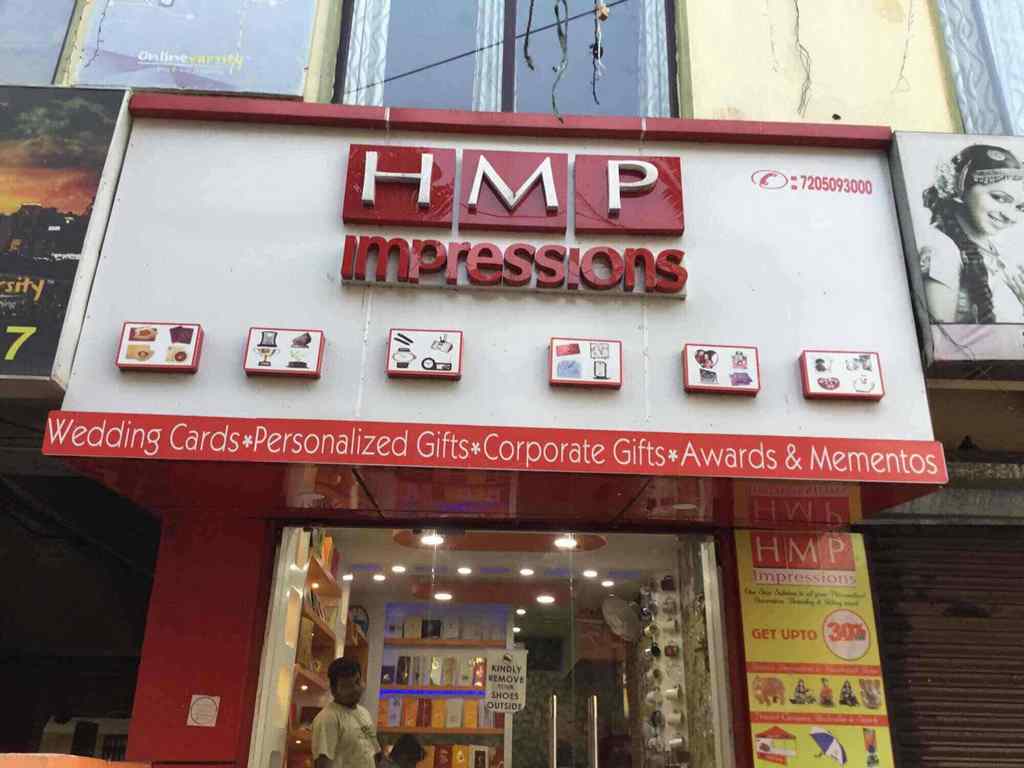 Onlinevarsity
HMP
impressions
: 7205093000
rsity
7
Wedding Cards*Personalized Gifts*Corporate Gifts*Awards & Mementos
HMP
Impressions
GET UPTO 30%
KINDLY
REMOVE
YOUR
SHOES
OUTSIDE